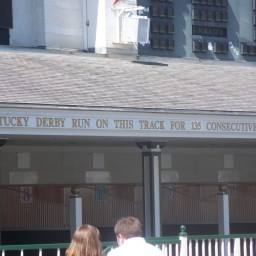 TUCKY DERBY RUN ON THIS TRACK FOR 135 CONSECUTIVE